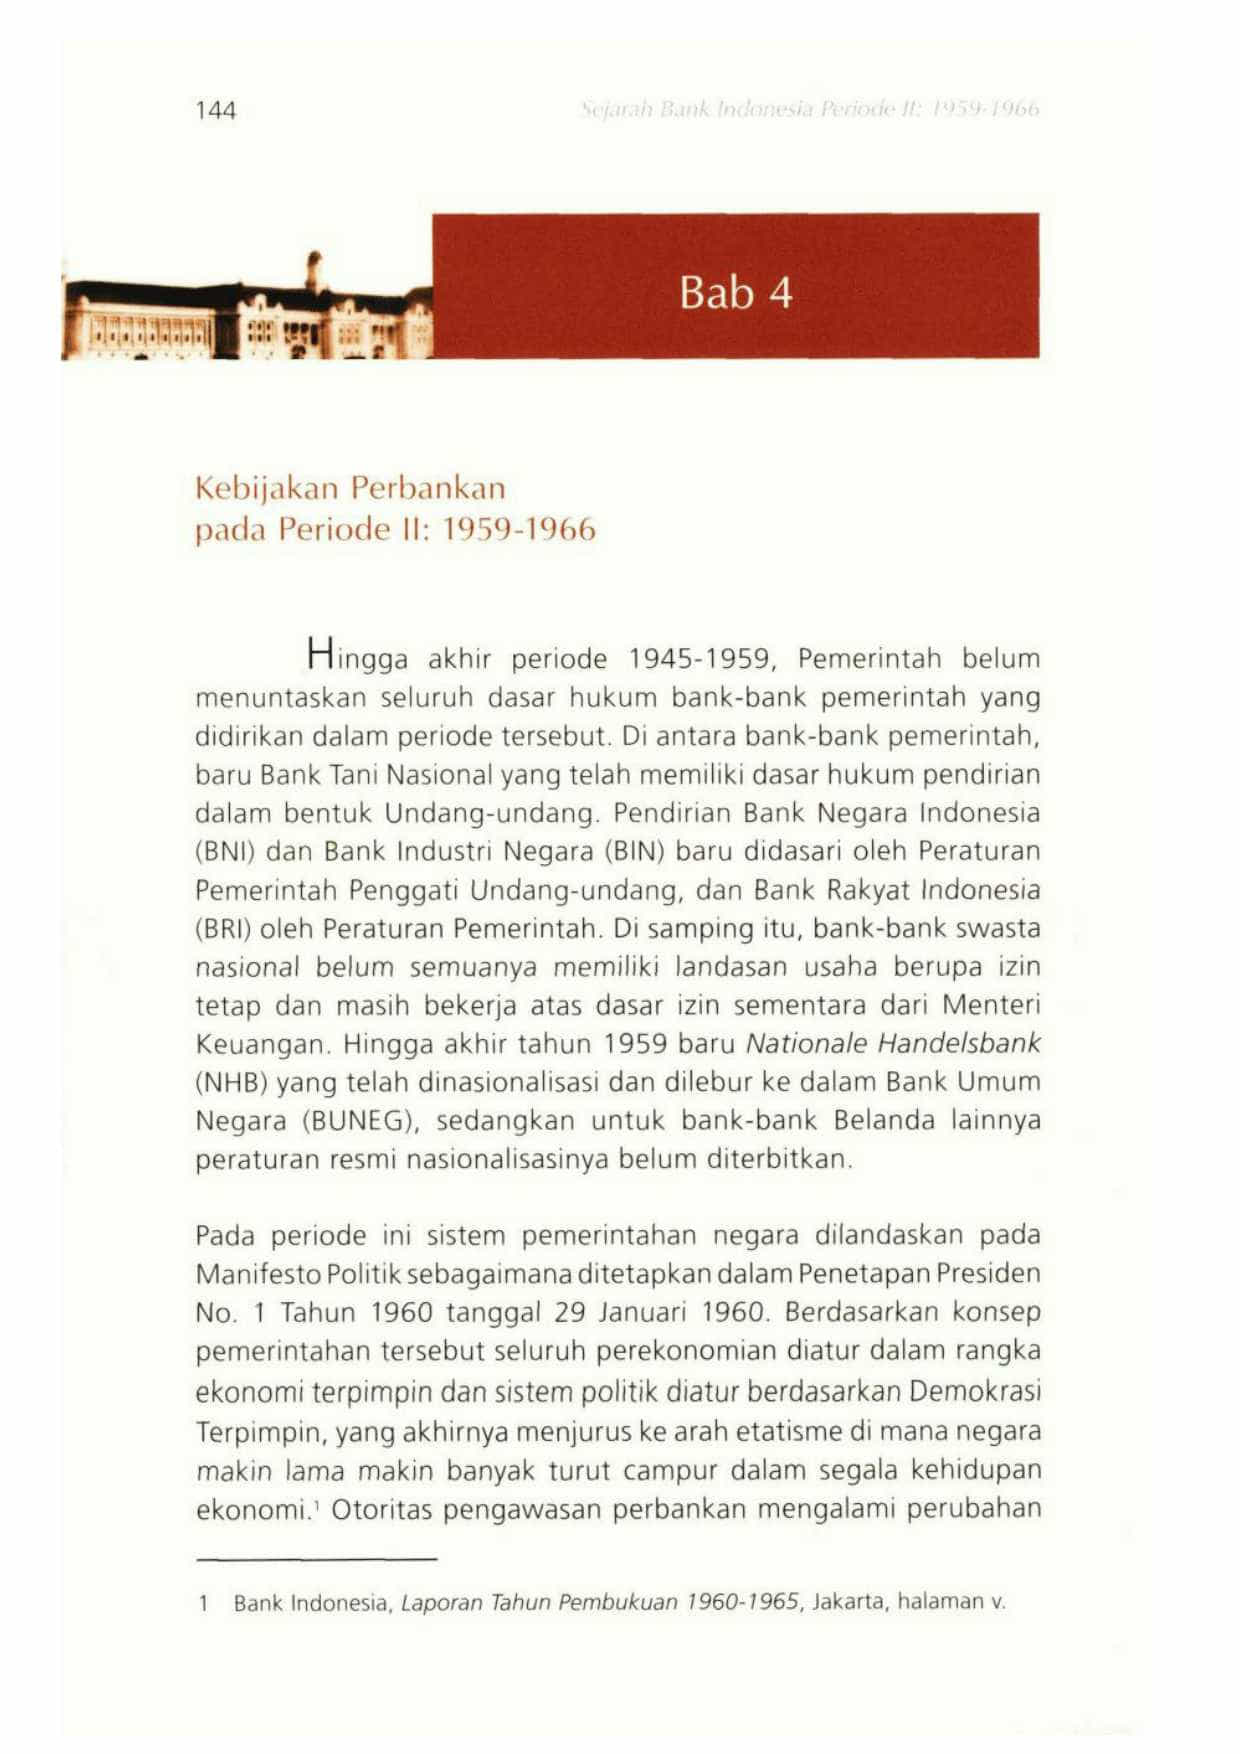 144
Sejarah Bank Indonesia Periode II: 1959-1966
Bab 4
Kebijakan Perbankan
pada Periode II: 1959-1966
Hingga akhir periode 1945-1959, Pemerintah belum
menuntaskan seluruh dasar hukum bank-bank pemerintah yang
didirikan dalam periode tersebut. Di antara bank-bank pemerintah,
baru Bank Tani Nasional yang telah memiliki dasar hukum pendirian
dalam bentuk Undang-undang. Pendirian Bank Negara Indonesia
(BNI) dan Bank Industri Negara (BIN) baru didasari oleh Peraturan
Pemerintah Penggati Undang-undang, dan Bank Rakyat Indonesia
(BRI) oleh Peraturan Pemerintah. Di samping itu, bank-bank swasta
nasional belum semuanya memiliki landasan usaha berupa izin
tetap dan masih bekerja atas dasar izin sementara dari Menteri
Keuangan. Hingga akhir tahun 1959 baru Nationale Handelsbank
(NHB) yang telah dinasionalisasi dan dilebur ke dalam Bank Umum
Negara (BUNEG), sedangkan untuk bank-bank Belanda lainnya
peraturan resmi nasionalisasinya belum diterbitkan.
Pada periode ini sistem pemerintahan negara dilandaskan pada
Manifesto Politik sebagaimana ditetapkan dalam Penetapan Presiden
No. 1 Tahun 1960 tanggal 29 Januari 1960. Berdasarkan konsep
pemerintahan tersebut seluruh perekonomian diatur dalam rangka
ekonomi terpimpin dan sistem politik diatur berdasarkan Demokrasi
Terpimpin, yang akhirnya menjurus ke arah etatisme di mana negara
makin lama makin banyak turut campur dalam segala kehidupan
ekonomi.¹ Otoritas pengawasan perbankan mengalami perubahan
1 Bank Indonesia, Laporan Tahun Pembukuan 1960-1965, Jakarta, halaman v.